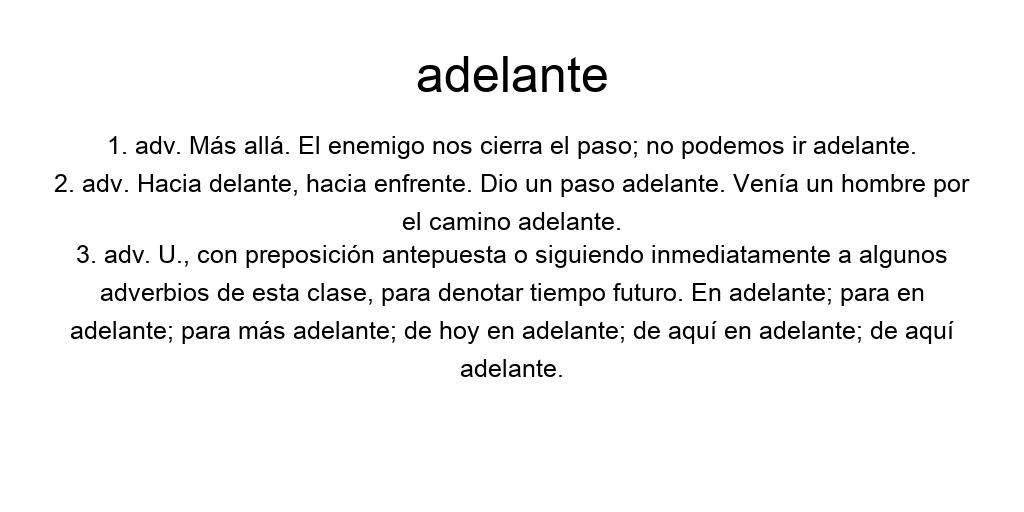 adelante
1. adv. Más allá. El enemigo nos cierra el paso; no podemos ir adelante.
2. adv. Hacia delante, hacia enfrente. Dio un paso adelante. Venía un hombre por
el camino adelante.
3. adv. U., con preposición antepuesta o siguiendo inmediatamente a algunos
adverbios de esta clase, para denotar tiempo futuro. En adelante; para en
adelante; para más adelante; de hoy en adelante; de aquí en adelante; de aquí
adelante.